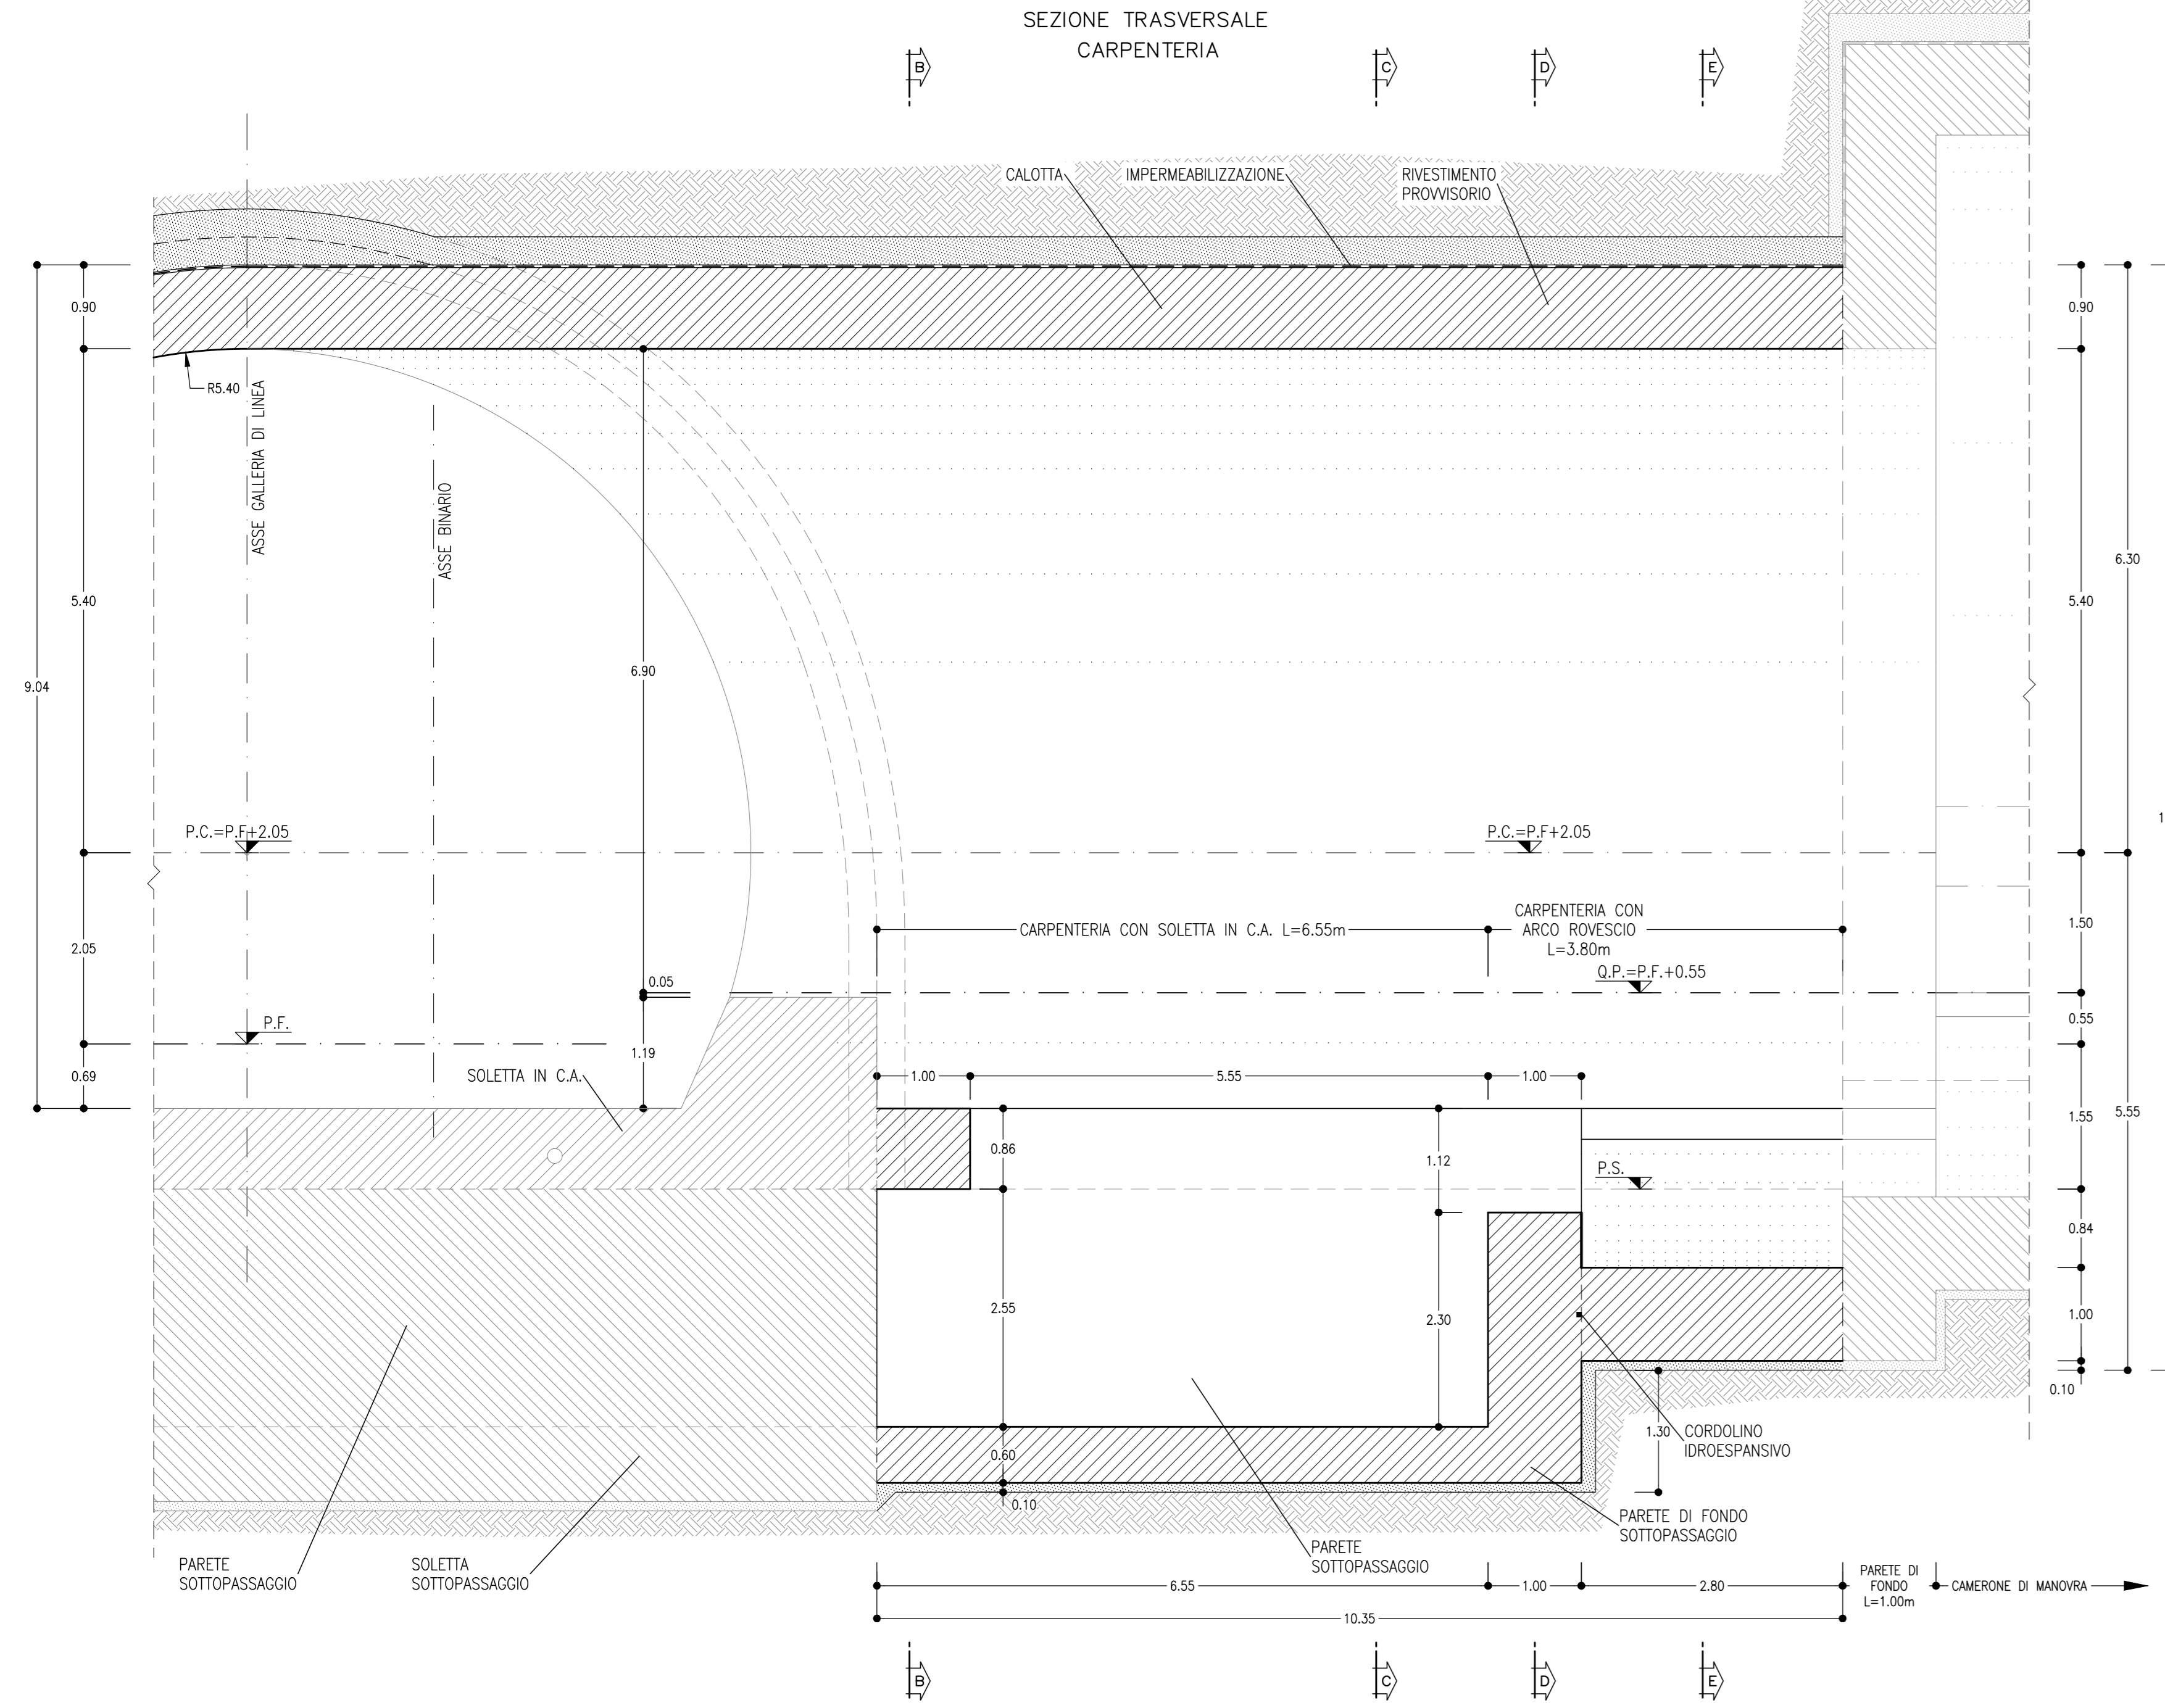 SEZIONE TRASVERSALE
CARPENTERIA
B
C
D
E
CALOTTA
IMPERMEABILIZZAZIONE
RIVESTIMENTO
PROVVISORIO
0.90
0.90
R5.40
ASSE GALLERIA DI LINEA
ASSE BINARIO
5.40
6.90
9.04
5.40
6.30
P.C.=P.F+2.05
P.C.=P.F+2.05
1
CARPENTERIA CON SOLETTA IN C.A. L=6.55m
CARPENTERIA CON
ARCO ROVESCIO
L=3.80m
1.50
2.05
0.05
Q.P.=P.F.+0.55
P.F.
0.55
1.19
0.69
SOLETTA IN C.A.
1.00
5.55
1.00
0.86
1.12
1.55
5.55
P.S.
0.84
2.55
2.30
1.00
0.10
CORDOLINO
IDROESPANSIVO
1.30
0.60
0.10
PARETE DI FONDO
SOTTOPASSAGGIO
PARETE
SOTTOPASSAGGIO
SOLETTA
SOTTOPASSAGGIO
PARETE
SOTTOPASSAGGIO
6.55
1.00
2.80
PARETE DI
FONDO
L=1.00m
CAMERONE DI MANOVRA
10.35
B
C
D
E